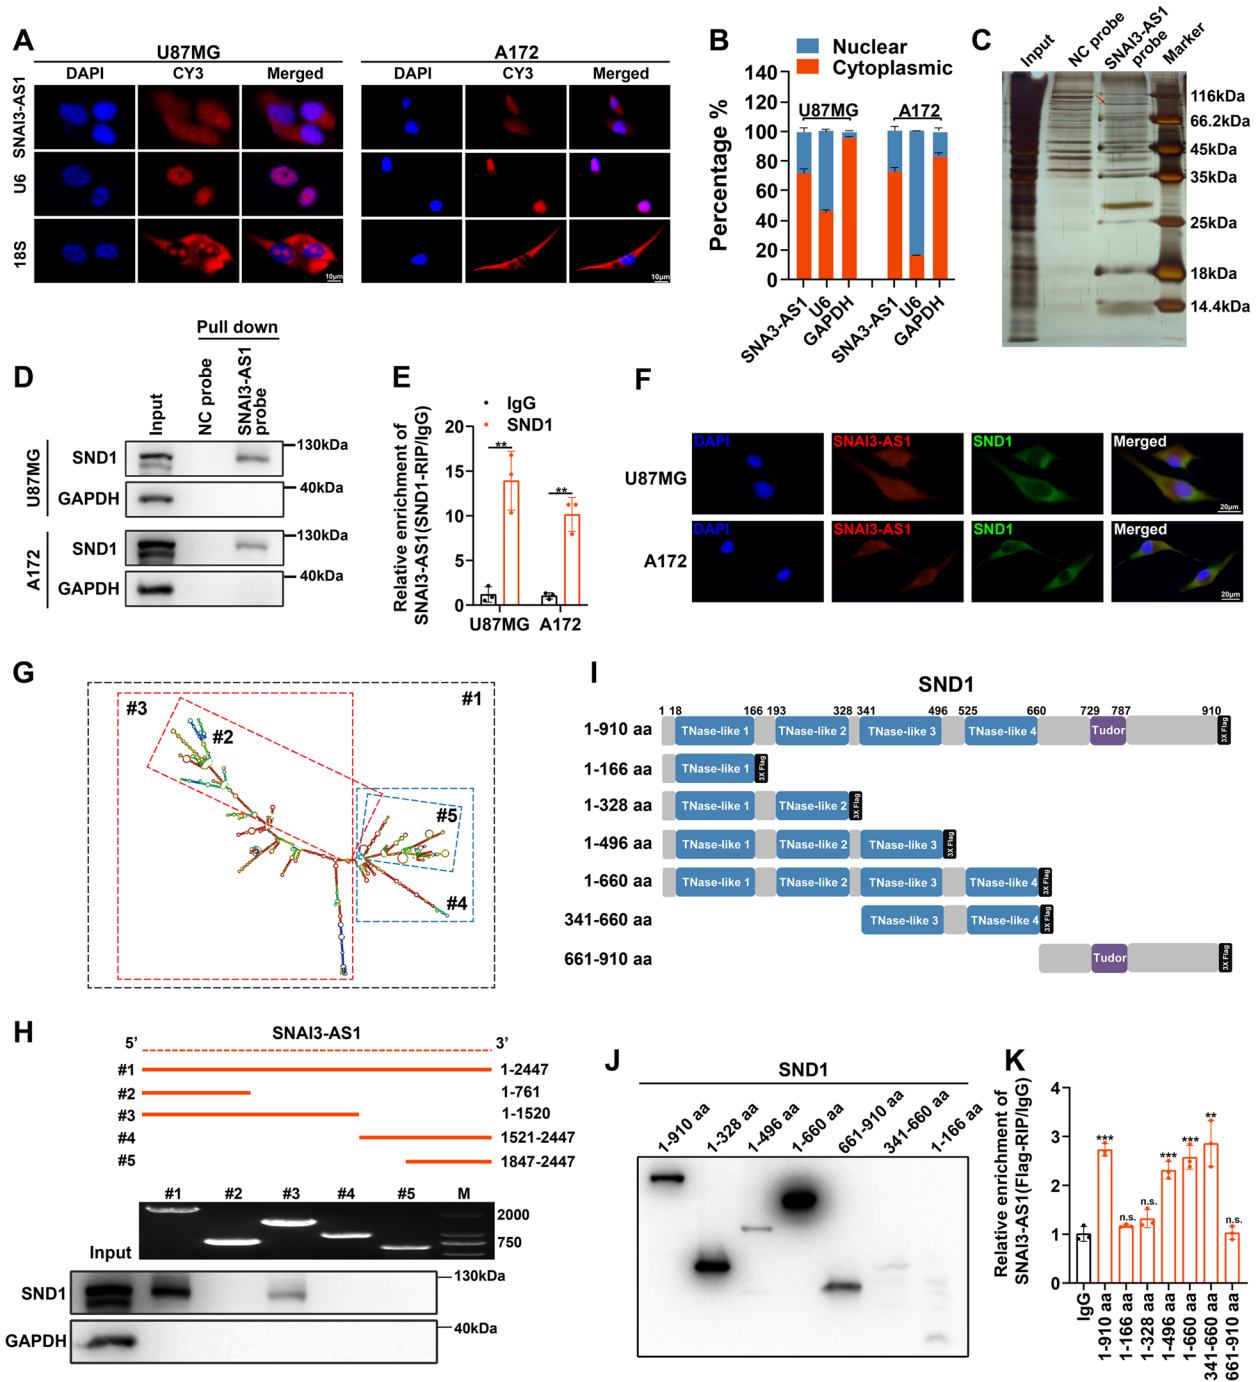 A
U87MG
A172
DAPI CY3 Merged
DAPI CY3 Merged
SNAI3-AS1
U6
18S
10μm
10μm
B
Nuclear
Cytoplasmic
Percentage %
140
120
100
80
60
40
20
0
U87MG
A172
SNA3-AS1
U6
GAPDH
SNA3-AS1
U6
GAPDH
C
Input
NC probe
SNAI3-AS1
probe
Marker
116kDa
66.2kDa
45kDa
35kDa
25kDa
18kDa
14.4kDa
D
Pull down
Input
NC probe
SNAI3-AS1
probe
U87MG
SND1
130kDa
GAPDH
40kDa
A172
SND1
130kDa
GAPDH
40kDa
E
IgG
SND1
Relative enrichment of
SNAI3-AS1(SND1-RIP/IgG)
20
15
10
5
0
**
**
U87MG A172
F
DAPI SNAI3-AS1 SND1 Merged
U87MG
20μm
DAPI SNAI3-AS1 SND1 Merged
A172
20μm
G
#1
#3
#2
#5
#4
H
SNAI3-AS1
5’ 3’
#1 1-2447
#2 1-761
#3 1-1520
#4 1521-2447
#5 1847-2447
#1 #2 #3 #4 #5 M
2000
750
Input
SND1
130kDa
GAPDH
40kDa
I
SND1
1 18 166 193 328 341 496 525 660 729 787 910
1-910 aa TNase-like 1 TNase-like 2 TNase-like 3 TNase-like 4 Tudor 3X Flag
1-166 aa TNase-like 1 3X Flag
1-328 aa TNase-like 1 TNase-like 2 3X Flag
1-496 aa TNase-like 1 TNase-like 2 TNase-like 3 3X Flag
1-660 aa TNase-like 1 TNase-like 2 TNase-like 3 TNase-like 4 3X Flag
341-660 aa TNase-like 3 TNase-like 4 3X Flag
661-910 aa Tudor 3X Flag
J
SND1
1-910 aa
1-328 aa
1-496 aa
1-660 aa
661-910 aa
341-660 aa
1-166 aa
K
Relative enrichment of
SNAI3-AS1(Flag-RIP/IgG)
4
3
2
1
0
***
n.s.
n.s.
***
***
**
n.s.
IgG
1-910 aa
1-166 aa
1-328 aa
1-496 aa
1-660 aa
341-660 aa
661-910 aa